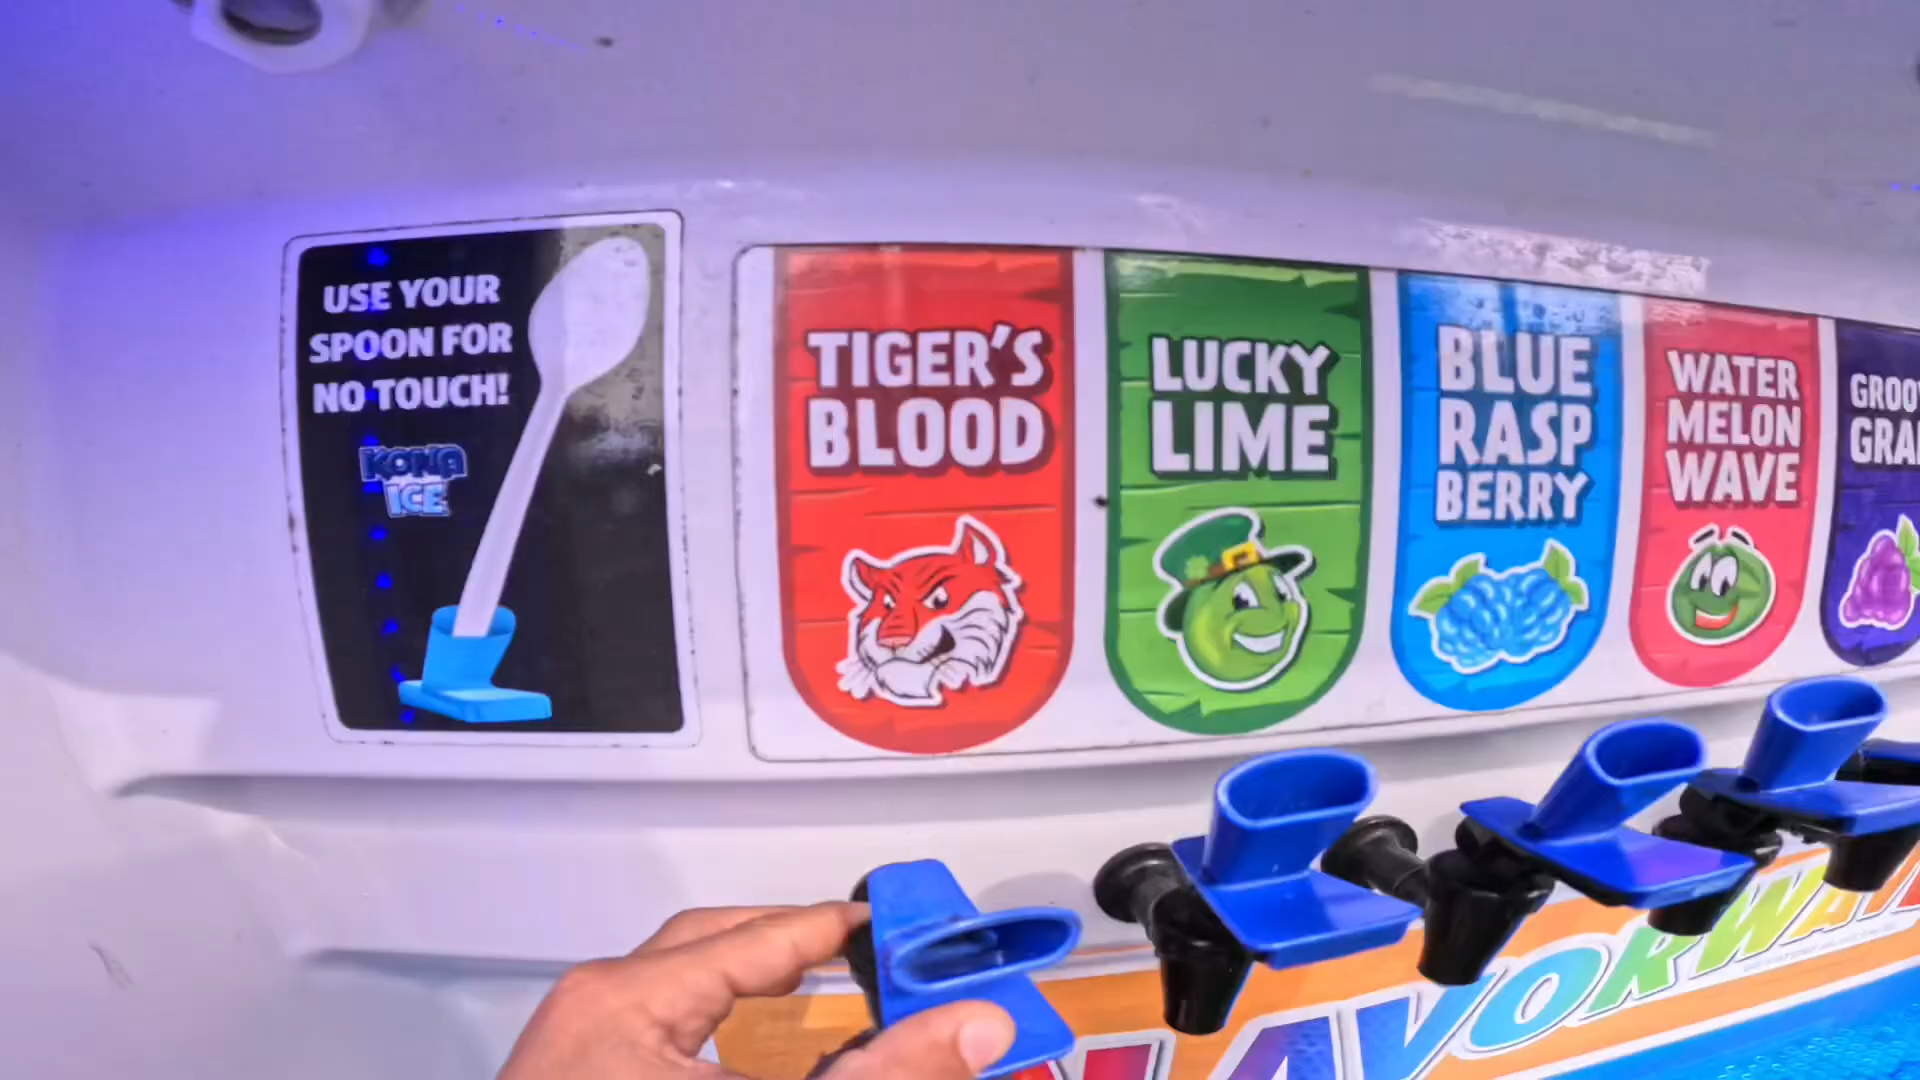 USE YOUR
SPOON FOR
NO TOUCH!
KONA
ICE
TIGER'S
BLOOD
LUCKY
LIME
BLUE
RASP
BERRY
WATER
MELON
WAVE